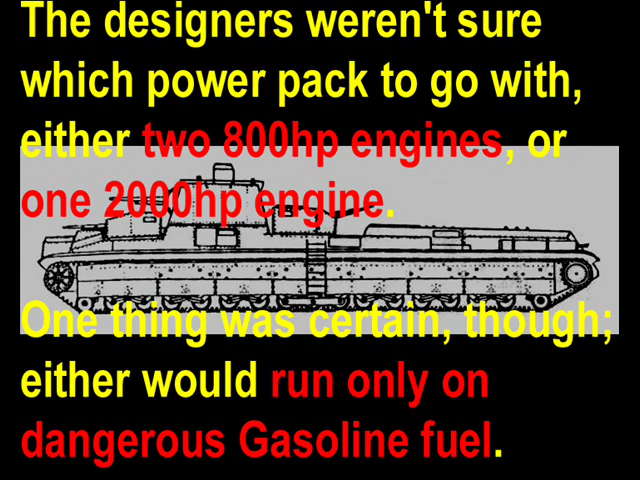 The designers weren't sure
which power pack to go with,
either two 800hp engines, or
one 2000hp engine.
One thing was certain, though;
either would run only on
dangerous Gasoline fuel.